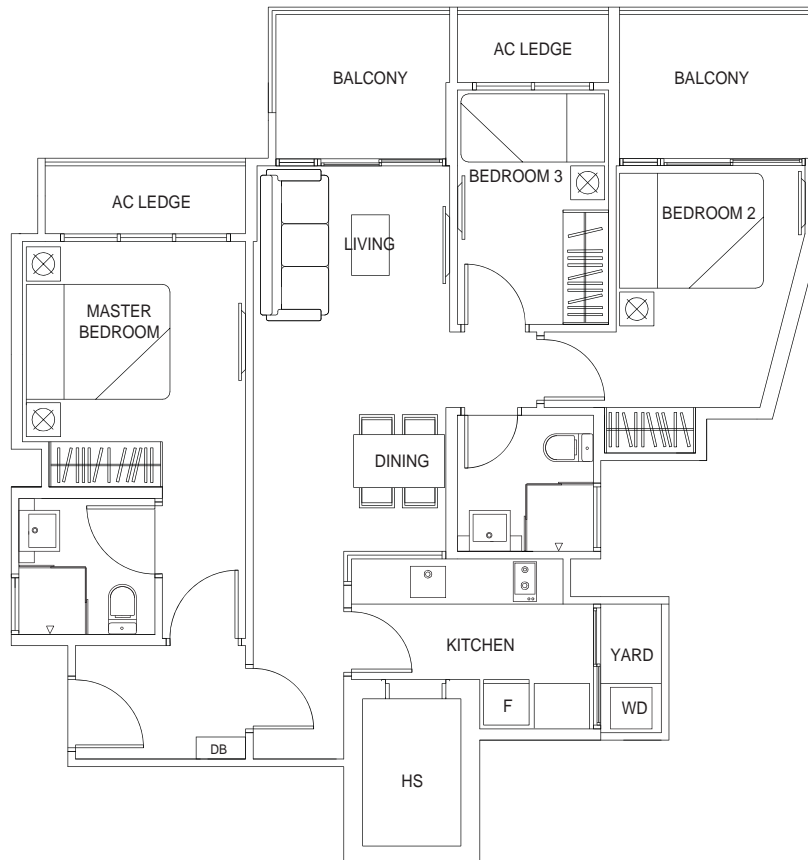 AC LEDGE
BALCONY
BALCONY
BEDROOM 3
AC LEDGE
BEDROOM 2
LIVING
MASTER
BEDROOM
DINING
KITCHEN
YARD
F
WD
DB
HS